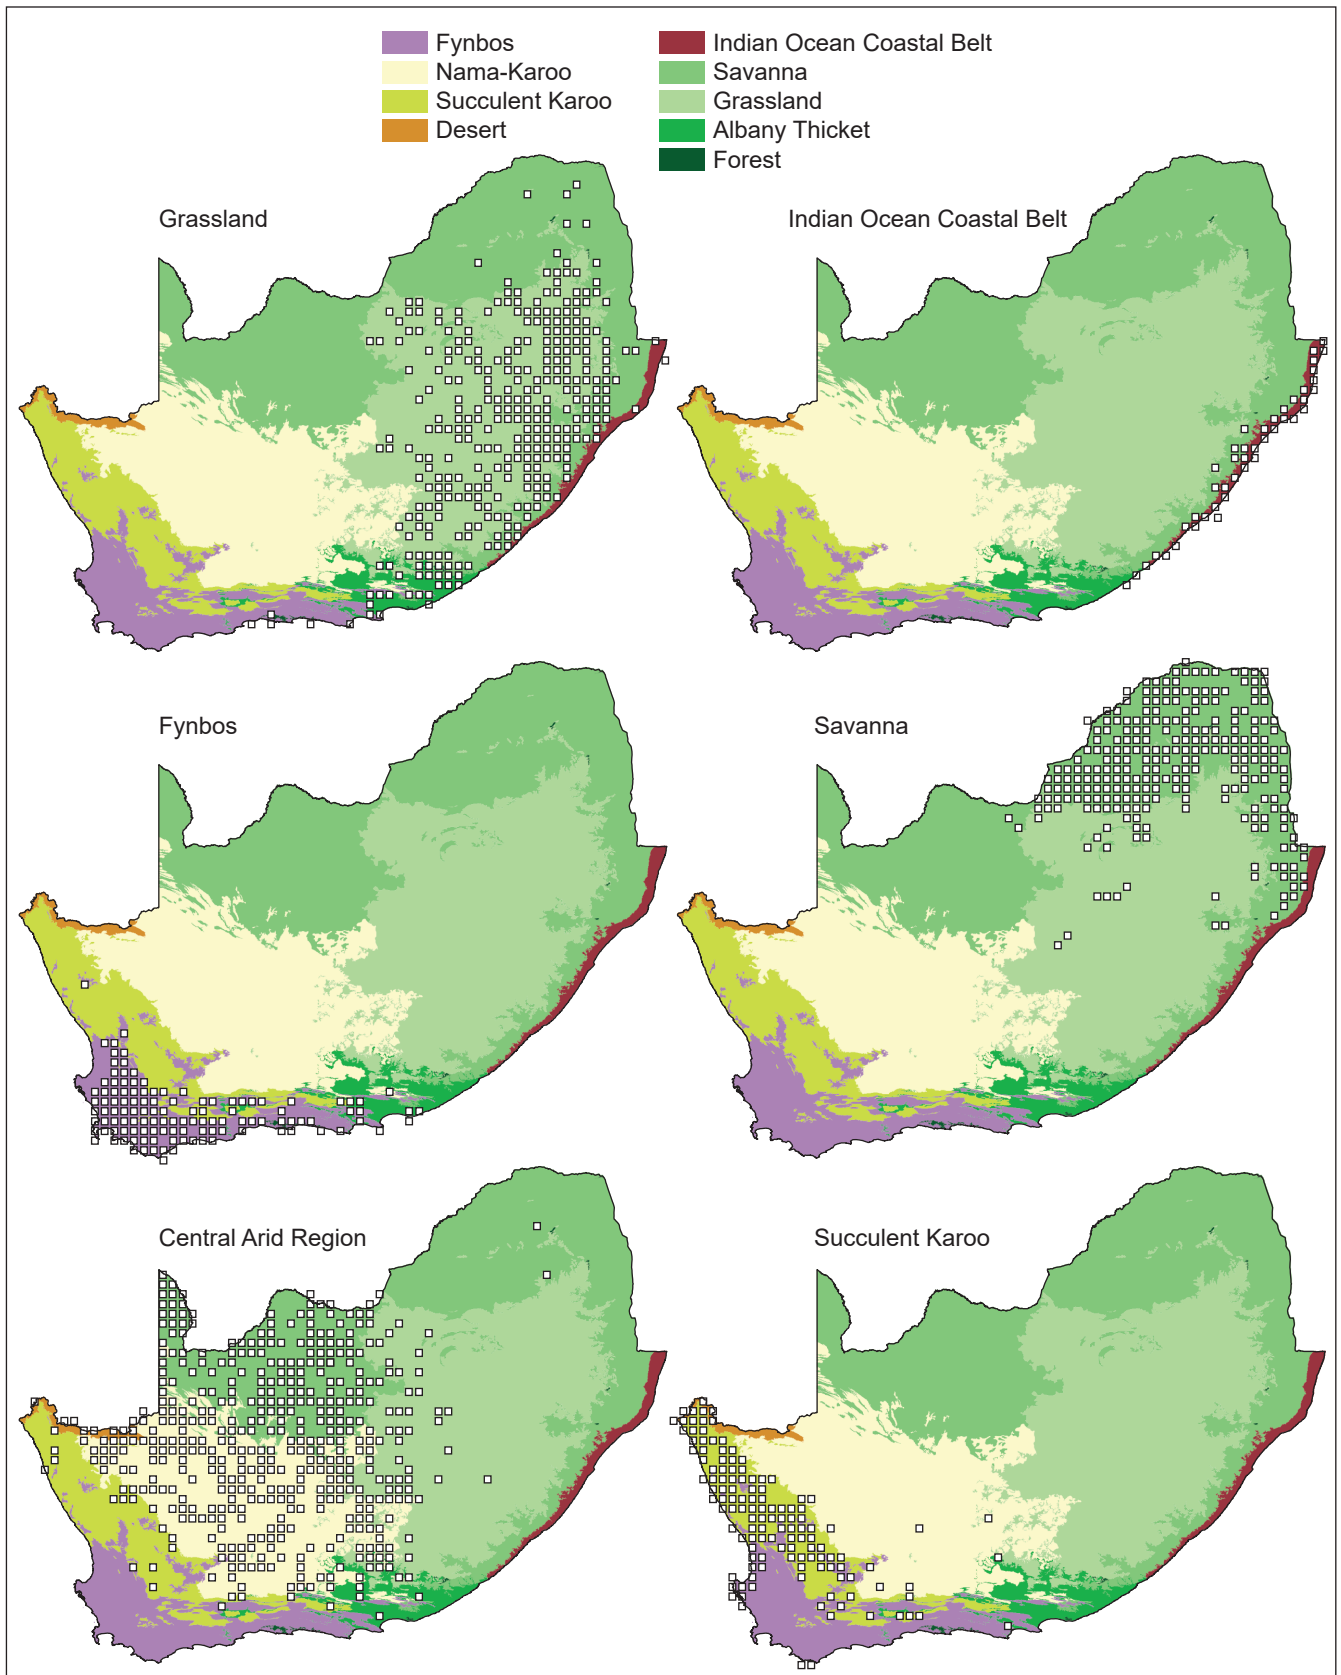 Fynbos
Nama-Karoo
Succulent Karoo
Desert
Indian Ocean Coastal Belt
Savanna
Grassland
Albany Thicket
Forest
Grassland
Indian Ocean Coastal Belt
Fynbos
Savanna
Central Arid Region
Succulent Karoo